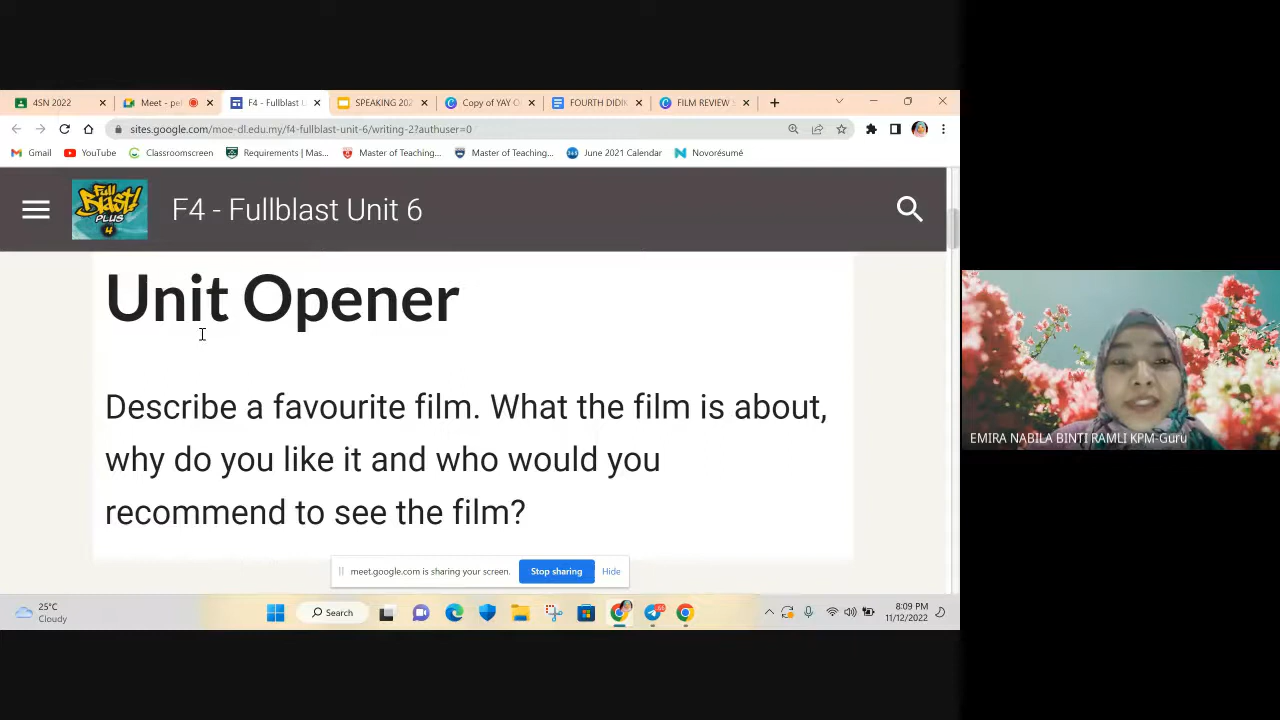 4SN 2022
Meet - pel
F4 - Fullblast U
SPEAKING 202
Copy of YAY O
FOURTH DIDIK
FILM REVIEW S
sites.google.com/moe-dl.edu.my/f4-fullblast-unit-6/writing-2?authuser=0
Gmail
YouTube
Classroomscreen
Requirements | Mas...
Master of Teaching...
Master of Teaching...
June 2021 Calendar
Novorésumé
Full Blast! PLUS 4
F4 - Fullblast Unit 6
Unit Opener
Describe a favourite film. What the film is about,
why do you like it and who would you
recommend to see the film?
meet.google.com is sharing your screen.
Stop sharing
Hide
EMIRA NABILA BINTI RAMLI KPM-Guru
25°C
Cloudy
Search
8:09 PM
11/12/2022